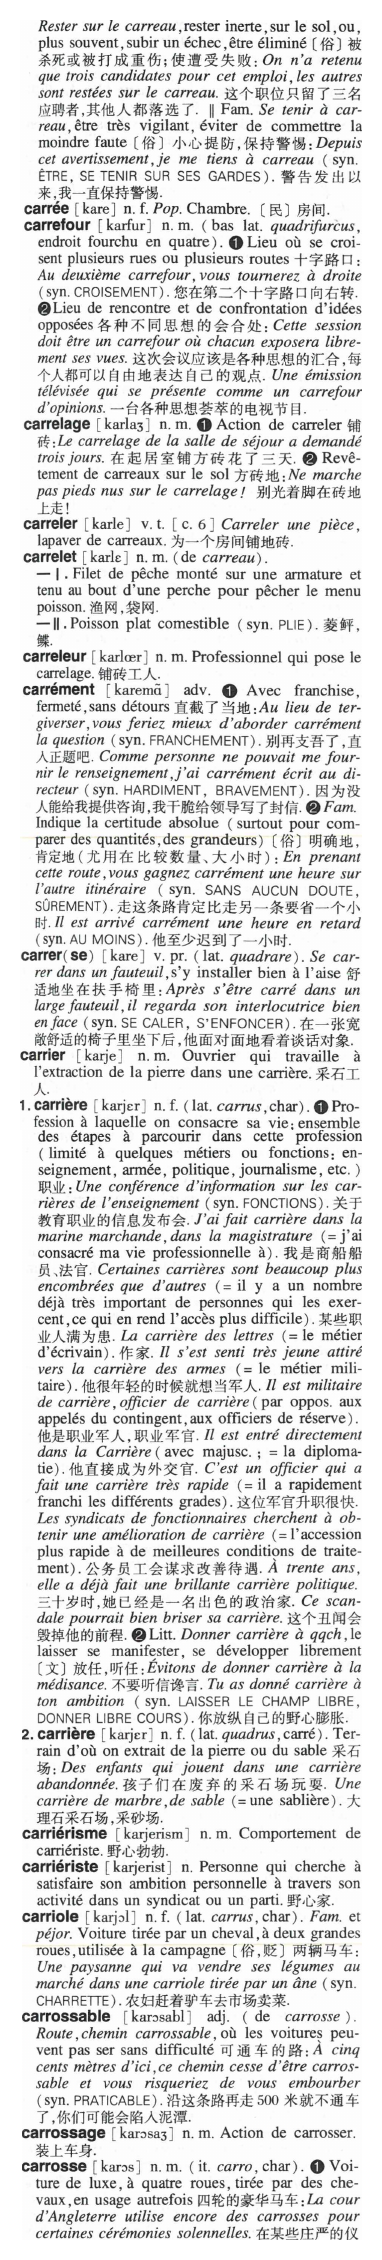 Rester sur le carreau, rester inerte, sur le sol, ou,
plus souvent, subir un échec, être éliminé〔俗〕被
杀死或被打成重伤; 使遭受失败: On n'a retenu
que trois candidates pour cet emploi, les autres
sont restées sur le carreau. 这个职位只留了三名
应聘者,其他人都落选了. ‖ Fam. Se tenir à car-
reau, être très vigilant, éviter de commettre la
moindre faute〔俗〕小心提防,保持警惕: Depuis
cet avertissement, je me tiens à carreau ( syn.
ÊTRE, SE TENIR SUR SES GARDES). 警告发出以
来,我一直保持警惕.
carrée [kare] n. f. Pop. Chambre. 〔民〕房间.
carrefour [karfur] n. m. ( bas lat. quadrifurcus,
endroit fourchu en quatre). ❶ Lieu où se croi-
sent plusieurs rues ou plusieurs routes 十字路口:
Au deuxième carrefour, vous tournerez à droite
(syn. CROISEMENT). 您在第二个十字路口向右转.
❷ Lieu de rencontre et de confrontation d'idées
opposées 各种不同思想的会合处: Cette session
doit être un carrefour où chacun exposera libre-
ment ses vues. 这次会议应该是各种思想的汇合,每
个人都可以自由地表达自己的观点. Une émission
télévisée qui se présente comme un carrefour
d'opinions. 一台各种思想荟萃的电视节目.
carrelage [karlaʒ] n. m. ❶ Action de carreler 铺
砖: Le carrelage de la salle de séjour a demandé
trois jours. 在起居室铺方砖花了三天. ❷ Revê-
tement de carreaux sur le sol 方砖地: Ne marche
pas pieds nus sur le carrelage! 别光着脚在砖地
上走!
carreler [karle] v. t. [ c. 6 ] Carreler une pièce,
lapaver de carreaux. 为一个房间铺地砖.
carrelet [karlɛ] n. m. (de carreau).
— Ⅰ. Filet de pêche monté sur une armature et
tenu au bout d'une perche pour pêcher le menu
poisson. 渔网,袋网.
— Ⅱ. Poisson plat comestible ( syn. PLIE). 菱鲆,
鲽.
carreleur [karlœr] n. m. Professionnel qui pose le
carrelage. 铺砖工人.
carrément [karemɑ̃] adv. ❶ Avec franchise,
fermeté, sans détours 直截了当地: Au lieu de ter-
giverser, vous feriez mieux d'aborder carrément
la question (syn. FRANCHEMENT). 别再支吾了,直
入正题吧. Comme personne ne pouvait me four-
nir le renseignement, j'ai carrément écrit au di-
recteur (syn. HARDIMENT, BRAVEMENT). 因为没
人能给我提供咨询,我干脆给领导写了封信. ❷ Fam.
Indique la certitude absolue ( surtout pour com-
parer des quantités, des grandeurs) 〔俗〕明确地,
肯定地(尤用在比较数量、大小时): En prenant
cette route, vous gagnez carrément une heure sur
l'autre itinéraire ( syn. SANS AUCUN DOUTE,
SÛREMENT). 走这条路肯定比走另一条要省一个小
时. Il est arrivé carrément une heure en retard
(syn. AU MOINS). 他至少迟到了一小时.
carrer(se) [kare] v. pr. (lat. quadrare). Se car-
rer dans un fauteuil, s'y installer bien à l'aise 舒
适地坐在扶手椅里: Après s'être carré dans un
large fauteuil, il regarda son interlocutrice bien
en face (syn. SE CALER, S'ENFONCER). 在一张宽
敞舒适的椅子里坐下后,他面对面地看着谈话对象.
carrier [karje] n. m. Ouvrier qui travaille à
l'extraction de la pierre dans une carrière. 采石工
人.
1. carrière [karjɛr] n. f. (lat. carrus, char). ❶ Pro-
fession à laquelle on consacre sa vie; ensemble
des étapes à parcourir dans cette profession
( limité à quelques métiers ou fonctions: en-
seignement, armée, politique, journalisme, etc. )
职业: Une conférence d'information sur les car-
rières de l'enseignement (syn. FONCTIONS). 关于
教育职业的信息发布会. J'ai fait carrière dans la
marine marchande, dans la magistrature (= j'ai
consacré ma vie professionnelle à). 我是商船船
员、法官. Certaines carrières sont beaucoup plus
encombrées que d'autres (= il y a un nombre
déjà très important de personnes qui les exer-
cent, ce qui en rend l'accès plus difficile). 某些职
业人满为患. La carrière des lettres (= le métier
d'écrivain). 作家. Il s'est senti très jeune attiré
vers la carrière des armes (= le métier mili-
taire). 他很年轻的时候就想当军人. Il est militaire
de carrière, officier de carrière ( par oppos. aux
appelés du contingent, aux officiers de réserve).
他是职业军人,职业军官. Il est entré directement
dans la Carrière ( avec majusc. ; = la diploma-
tie). 他直接成为外交官. C'est un officier qui a
fait une carrière très rapide (= il a rapidement
franchi les différents grades). 这位军官升职很快.
Les syndicats de fonctionnaires cherchent à ob-
tenir une amélioration de carrière (= l'accession
plus rapide à de meilleures conditions de traite-
ment). 公务员工会谋求改善待遇. À trente ans,
elle a déjà fait une brillante carrière politique.
三十岁时,她已经是一名出色的政治家. Ce scan-
dale pourrait bien briser sa carrière. 这个丑闻会
毁掉他的前程. ❷ Litt. Donner carrière à qqch, le
laisser se manifester, se développer librement
〔文〕放任,听任: Évitons de donner carrière à la
médisance. 不要听信谗言. Tu as donné carrière à
ton ambition ( syn. LAISSER LE CHAMP LIBRE,
DONNER LIBRE COURS). 你放纵自己的野心膨胀.
2. carrière [karjɛr] n. f. (lat. quadrus, carré). Ter-
rain d'où on extrait de la pierre ou du sable 采石
场: Des enfants qui jouent dans une carrière
abandonnée. 孩子们在废弃的采石场玩耍. Une
carrière de marbre, de sable (= une sablière). 大
理石采石场,采砂场.
carriérisme [karjerism] n. m. Comportement de
carriériste. 野心勃勃.
carriériste [karjerist] n. Personne qui cherche à
satisfaire son ambition personnelle à travers son
activité dans un syndicat ou un parti. 野心家.
carriole [karjɔl] n. f. ( lat. carrus, char). Fam. et
péjor. Voiture tirée par un cheval, à deux grandes
roues, utilisée à la campagne〔俗,贬〕两辆马车:
Une paysanne qui va vendre ses légumes au
marché dans une carriole tirée par un âne (syn.
CHARRETTE). 农妇赶着驴车去市场卖菜.
carrossable [karɔsabl] adj. ( de carrosse ).
Route, chemin carrossable, où les voitures peu-
vent pas ser sans difficulté 可通车的路: À cinq
cents mètres d'ici, ce chemin cesse d'être carros-
sable et vous risqueriez de vous embourber
(syn. PRATICABLE). 沿这条路再走 500 米就不通车
了,你们可能会陷入泥潭.
carrossage [karɔsaʒ] n. m. Action de carrosser.
装上车身.
carrosse [karɔs] n. m. (it. carro, char). ❶ Voi-
ture de luxe, à quatre roues, tirée par des che-
vaux, en usage autrefois 四轮的豪华马车: La cour
d'Angleterre utilise encore des carrosses pour
certaines cérémonies solennelles. 在某些庄严的仪